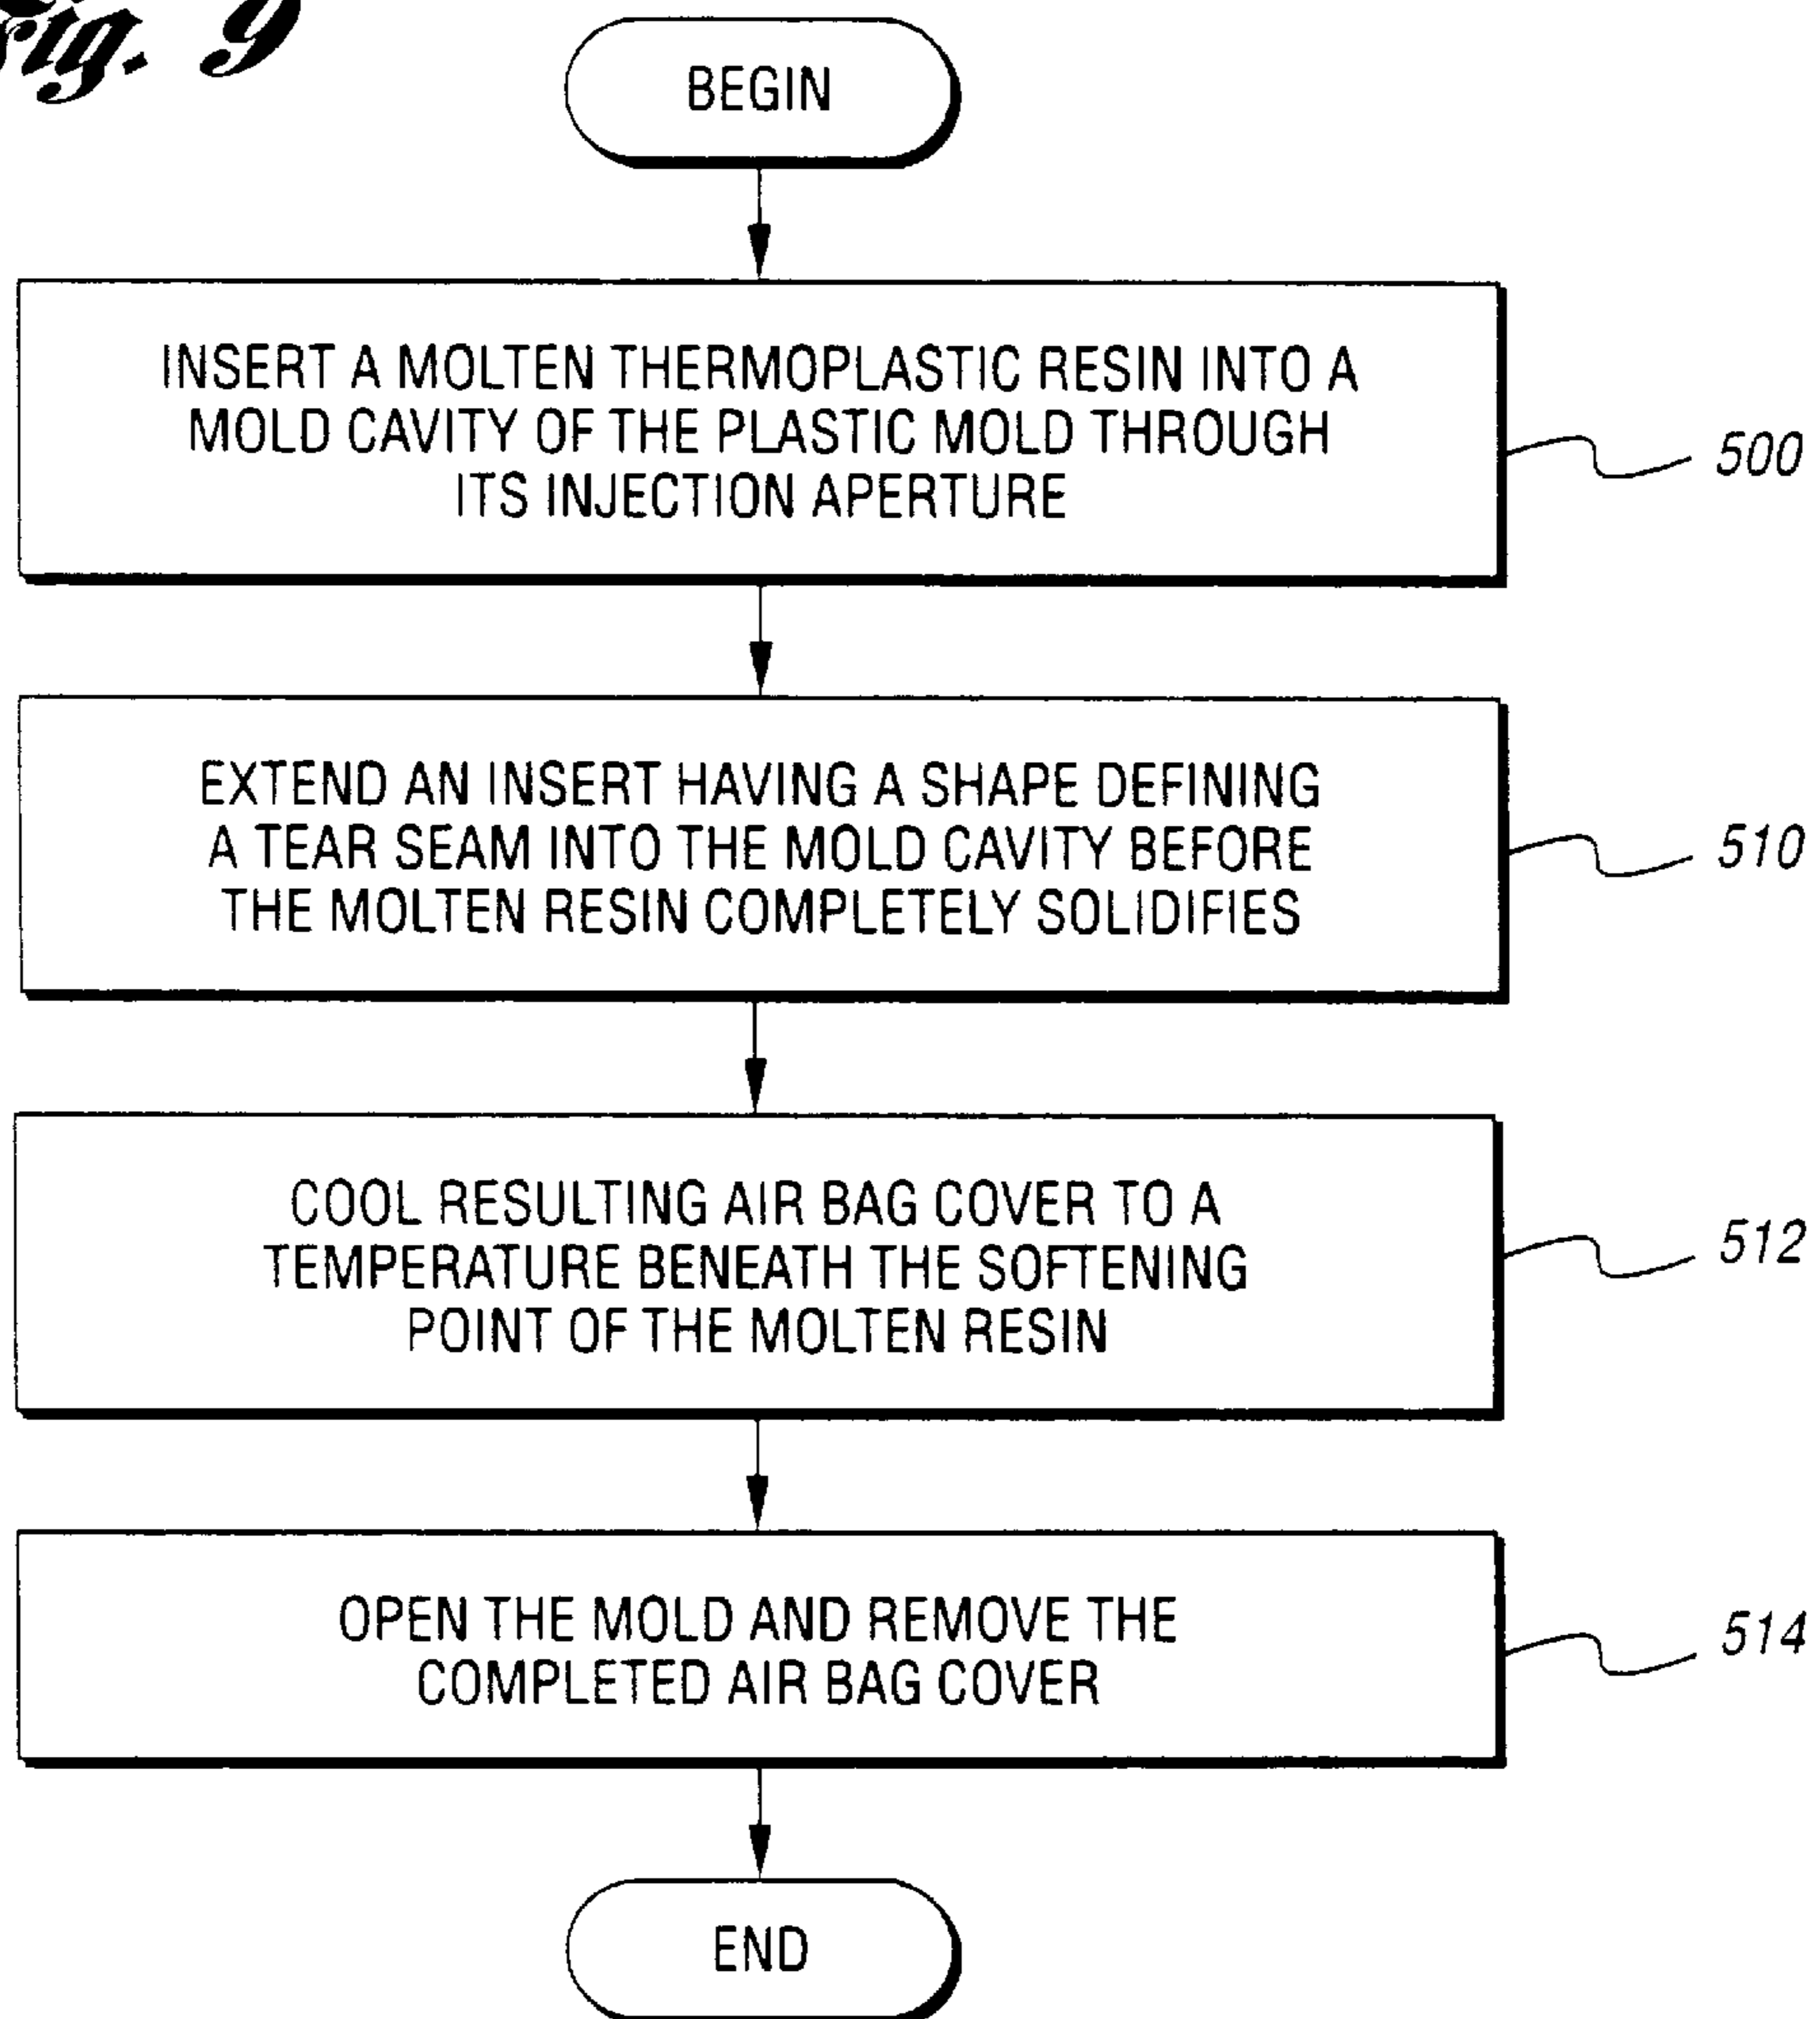 Fig. 9
BEGIN
INSERT A MOLTEN THERMOPLASTIC RESIN INTO A
MOLD CAVITY OF THE PLASTIC MOLD THROUGH
ITS INJECTION APERTURE
500
EXTEND AN INSERT HAVING A SHAPE DEFINING
A TEAR SEAM INTO THE MOLD CAVITY BEFORE
THE MOLTEN RESIN COMPLETELY SOLIDIFIES
510
COOL RESULTING AIR BAG COVER TO A
TEMPERATURE BENEATH THE SOFTENING
POINT OF THE MOLTEN RESIN
512
OPEN THE MOLD AND REMOVE THE
COMPLETED AIR BAG COVER
514
END